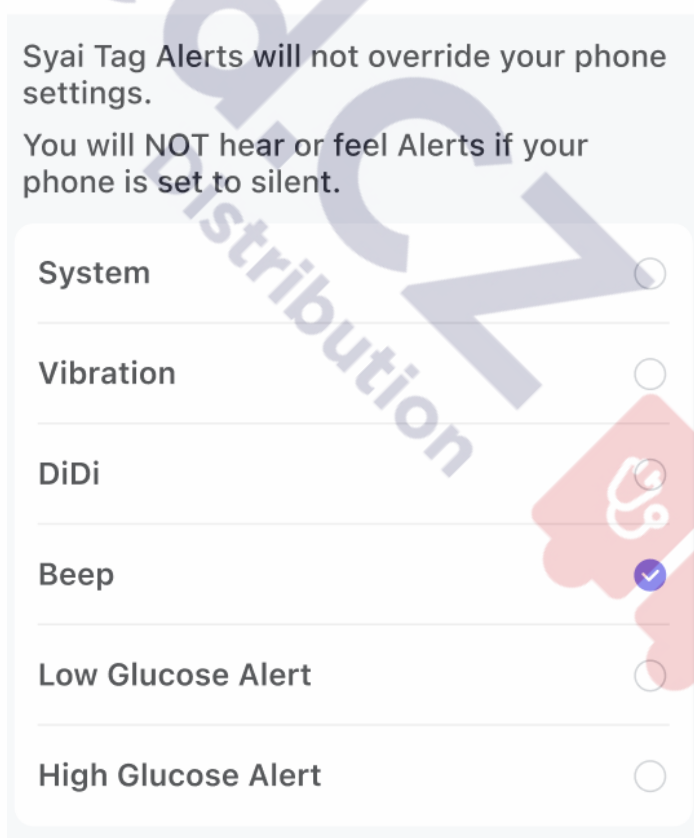 Syai Tag Alerts will not override your phone
settings.
You will NOT hear or feel Alerts if your
phone is set to silent.
System
Vibration
DiDi
Beep
Low Glucose Alert
High Glucose Alert
d.CZ
Distribution